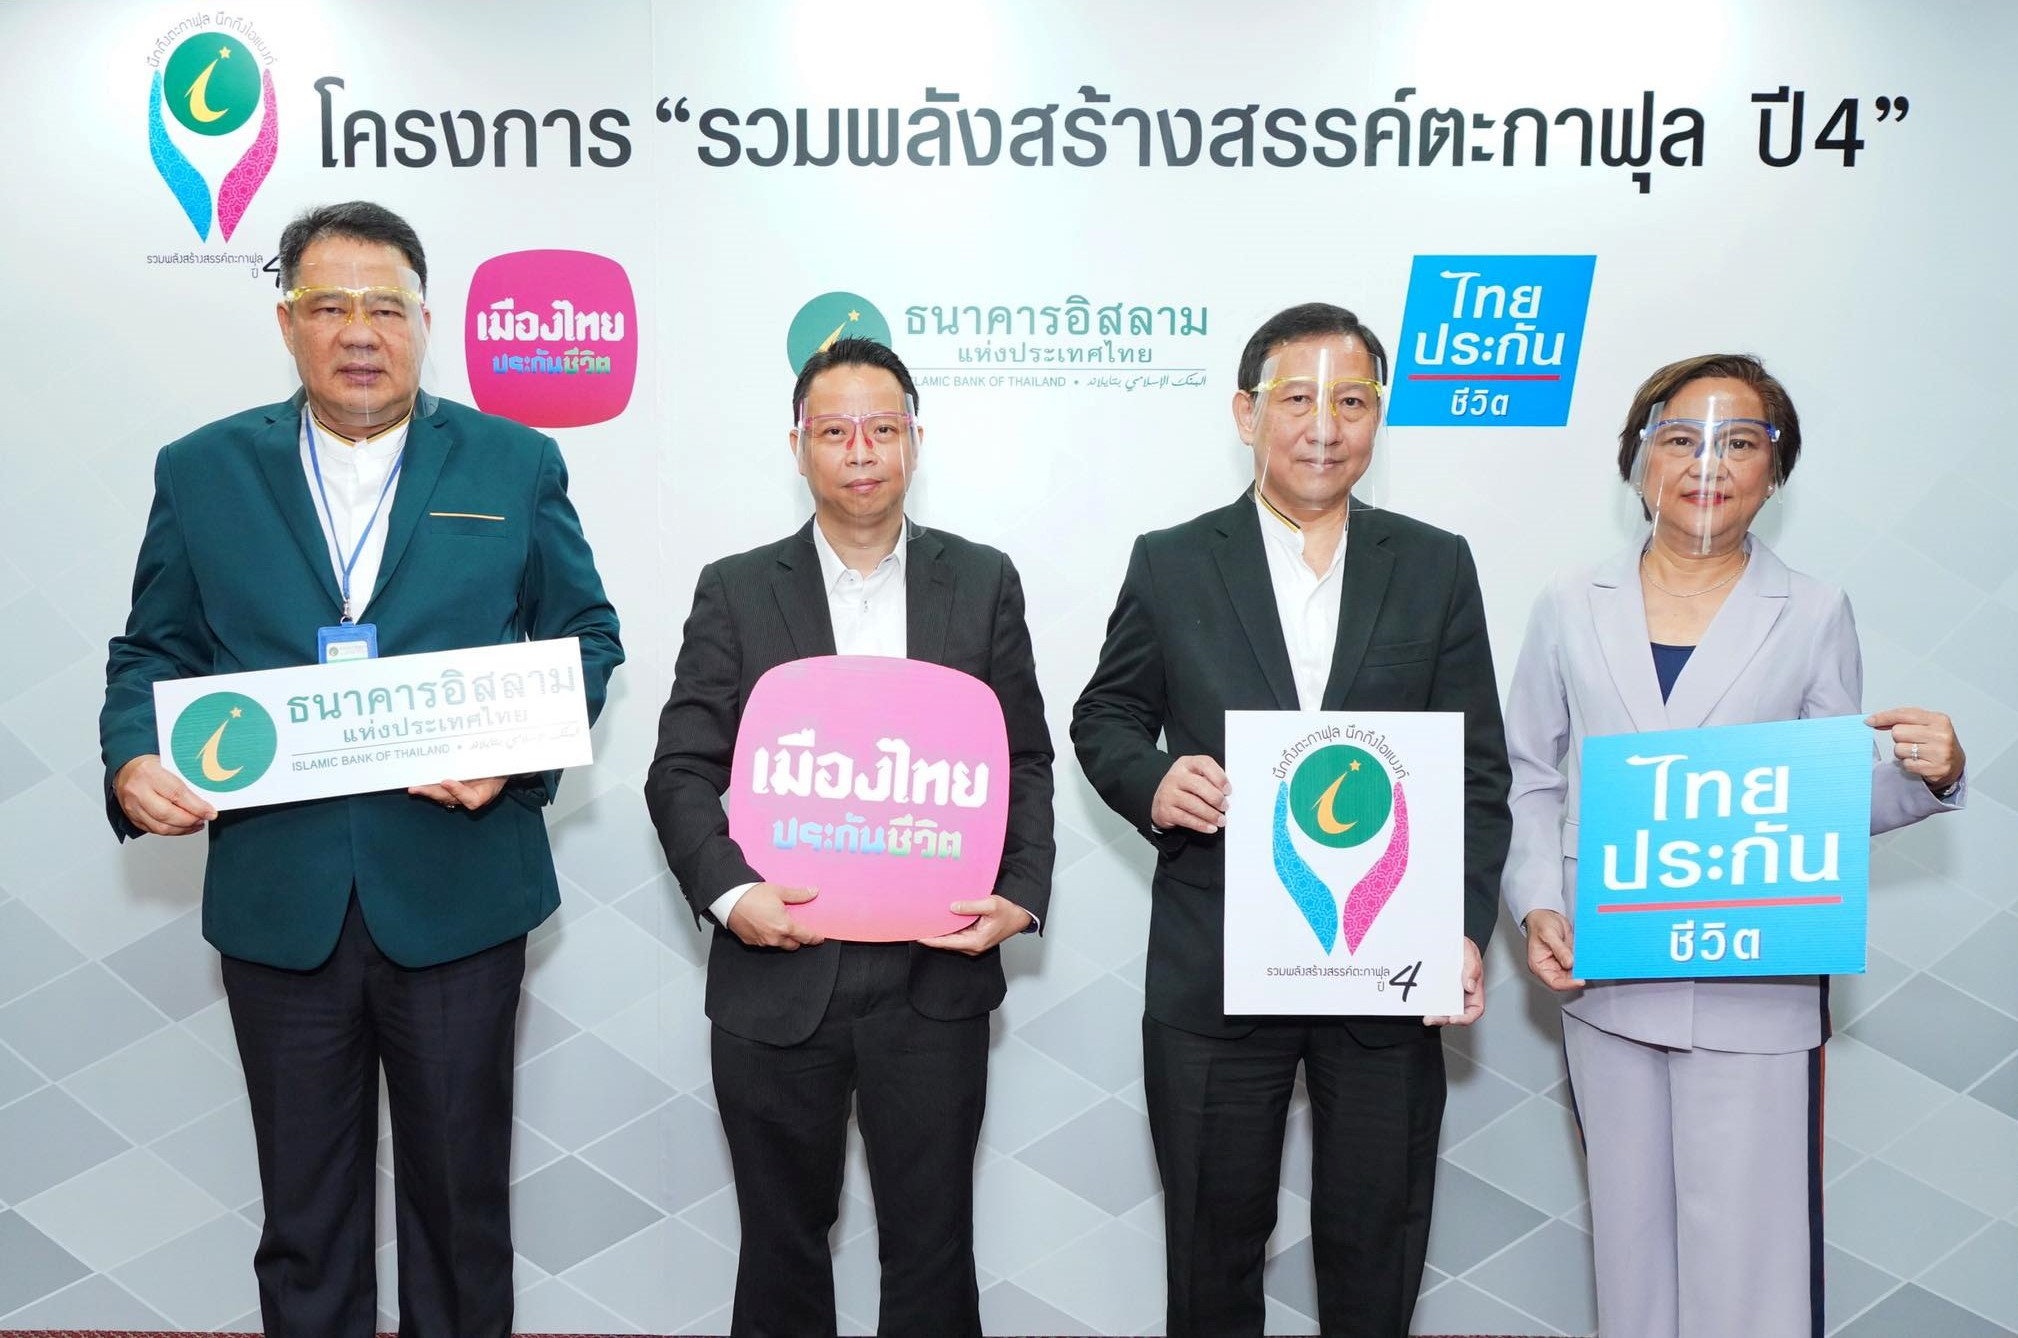 นึกถึงตะกาฟุล นึกถึงไอแบงก์
โครงการ “รวมพลังสร้างสรรค์ตะกาฟุล ปี4”
รวมพลังสร้างสรรค์ตะกาฟุล
ปี 4
เมืองไทย
ประกันชีวิต
ธนาคารอิสลาม
แห่งประเทศไทย
ISLAMIC BANK OF THAILAND • البنك الإسلامي بتايلاند
ไทย
ประกัน
ชีวิต
ธนาคารอิสลาม
แห่งประเทศไทย
ISLAMIC BANK OF THAILAND • البنك الإسلامي بتايلاند
เมืองไทย
ประกันชีวิต
นึกถึงตะกาฟุล นึกถึงไอแบงก์
รวมพลังสร้างสรรค์ตะกาฟุล
ปี 4
ไทย
ประกัน
ชีวิต